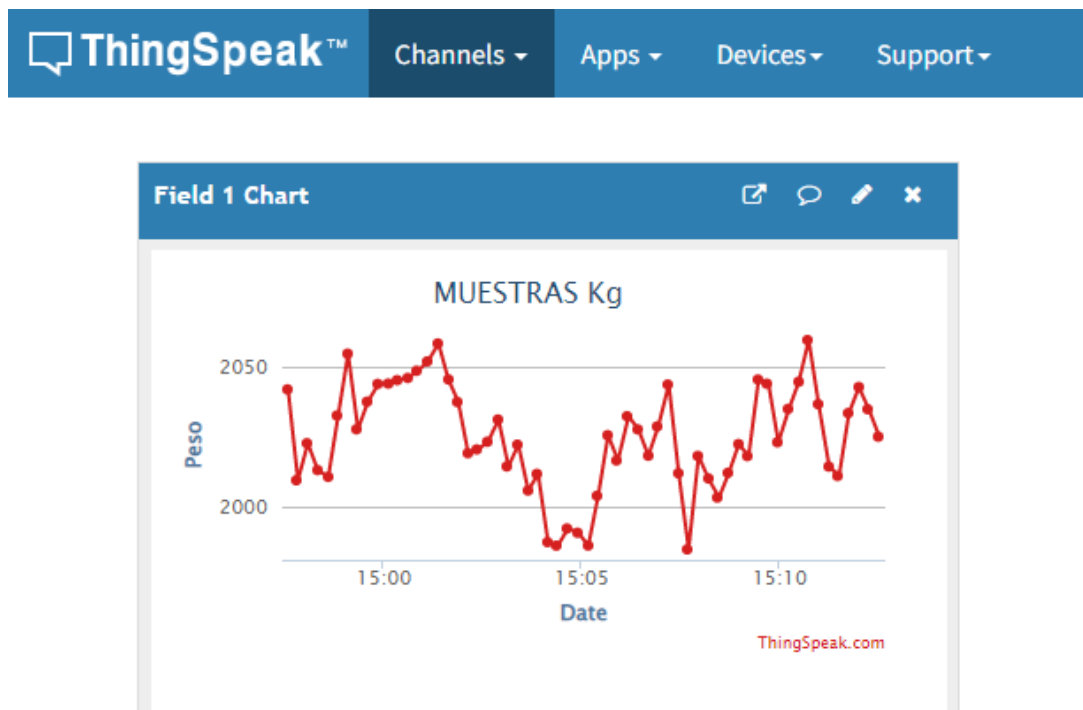 ThingSpeak™ Channels Apps Devices Support
Field 1 Chart
MUESTRAS Kg
2050
Peso
2000
15:00 15:05 15:10
Date
ThingSpeak.com